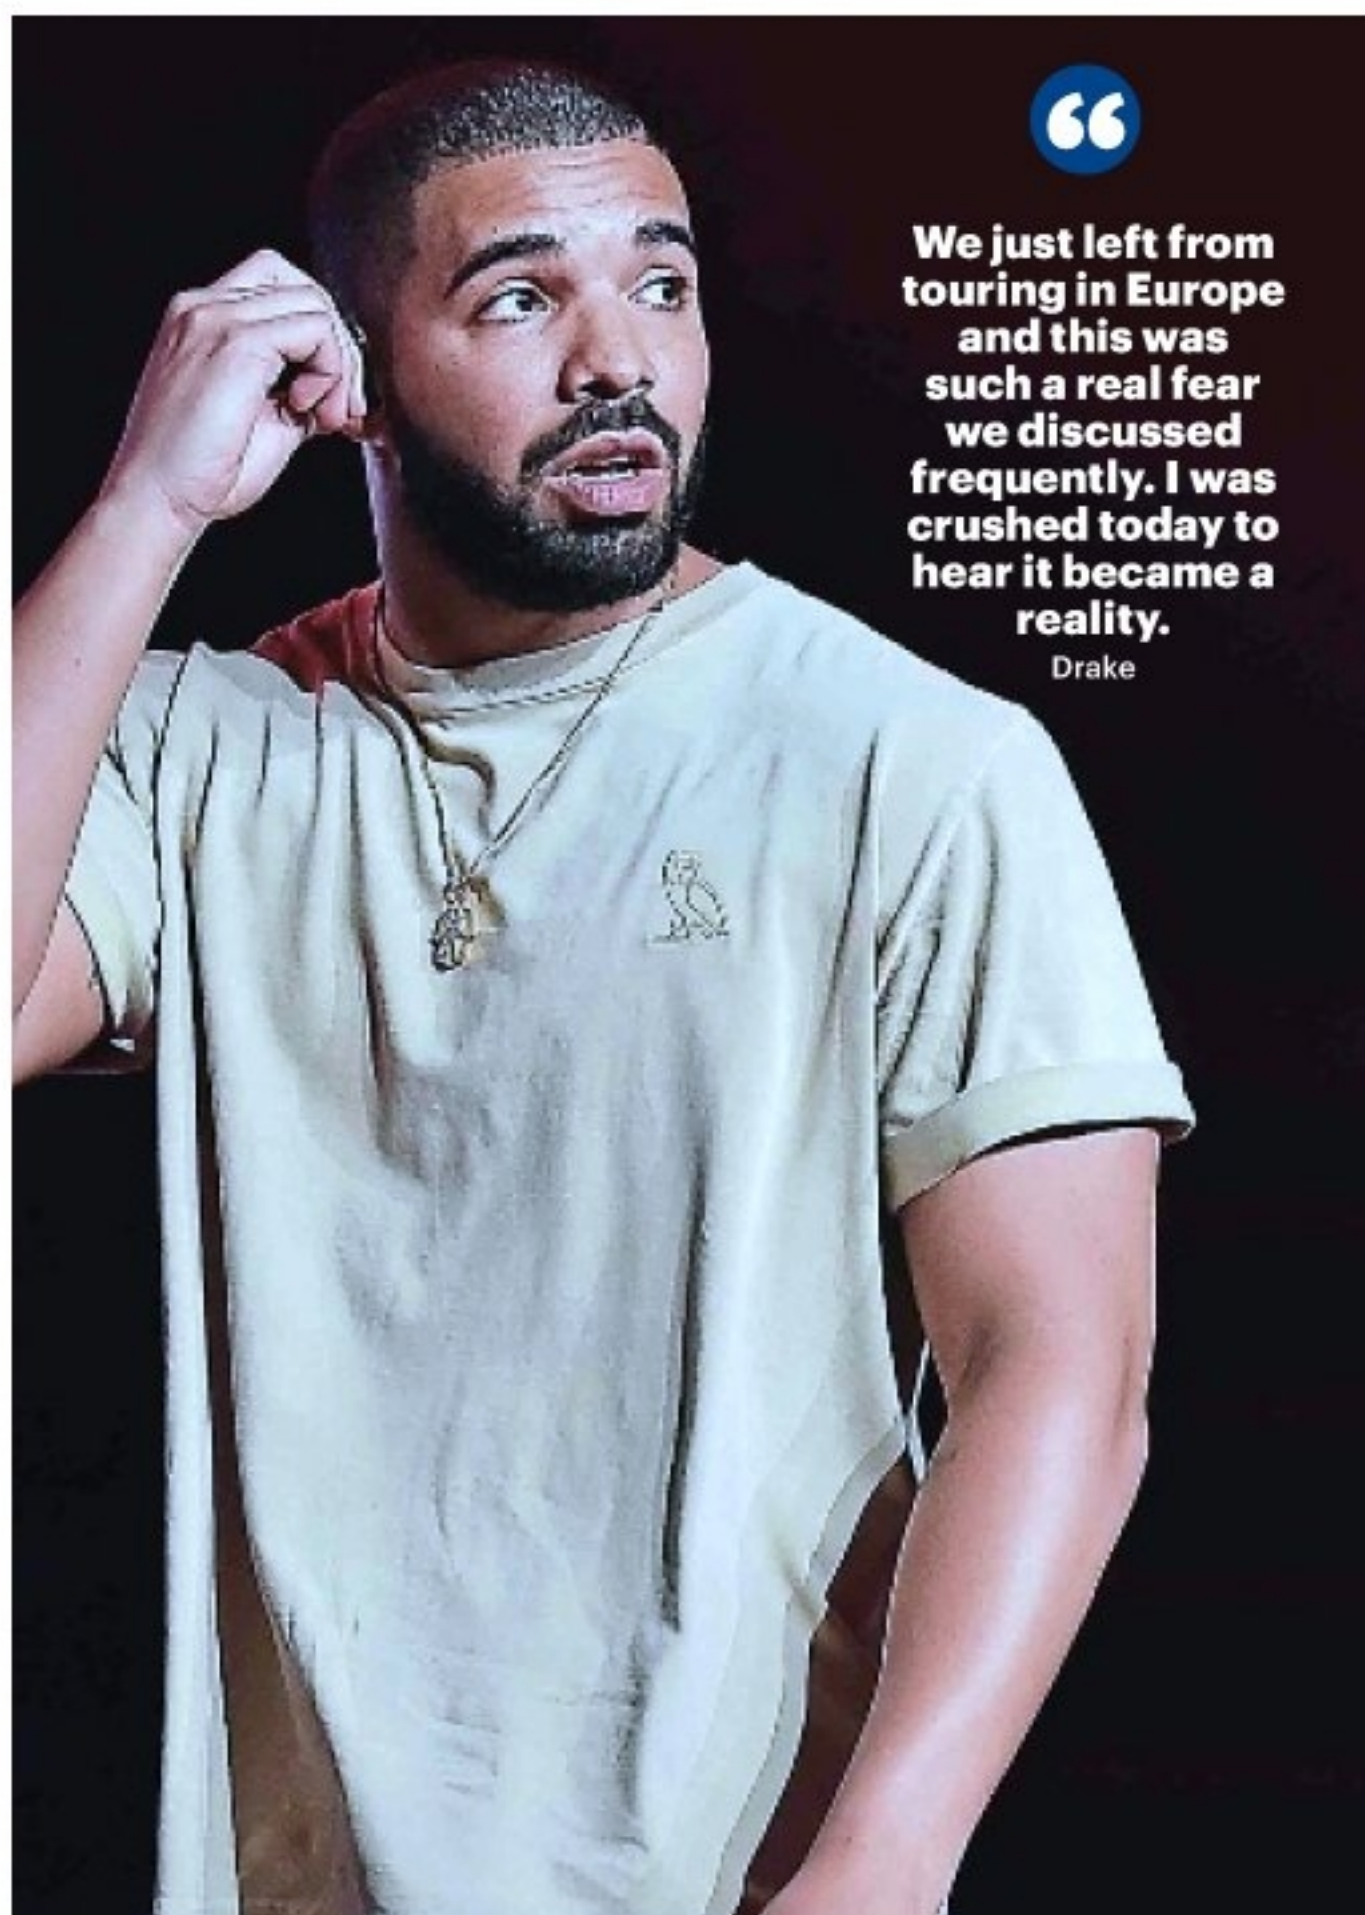 “
We just left from
touring in Europe
and this was
such a real fear
we discussed
frequently. I was
crushed today to
hear it became a
reality.
Drake